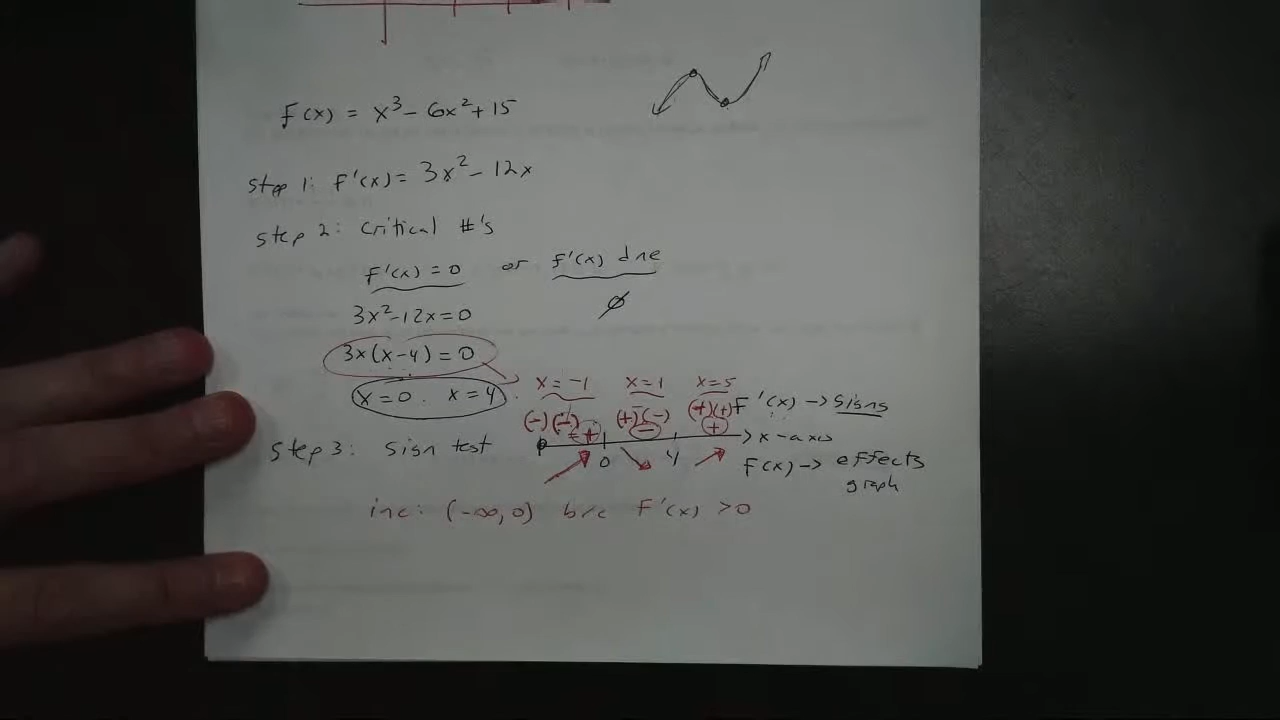 f(x) = x³ - 6x² + 15
step 1: f'(x) = 3x² - 12x
step 2: critical #'s
f'(x) = 0 or f'(x) dne
3x² - 12x = 0 ∅
3x(x-4) = 0
x = 0. x = 4.
x = -1 x = 1 x = 5
(-)(-) = + (+)(-) - (+)(+) +
f'(x) → signs
step 3: sign test
0 4
x-axis
f(x) → effects
graph
inc: (-∞, 0) b/c f'(x) > 0